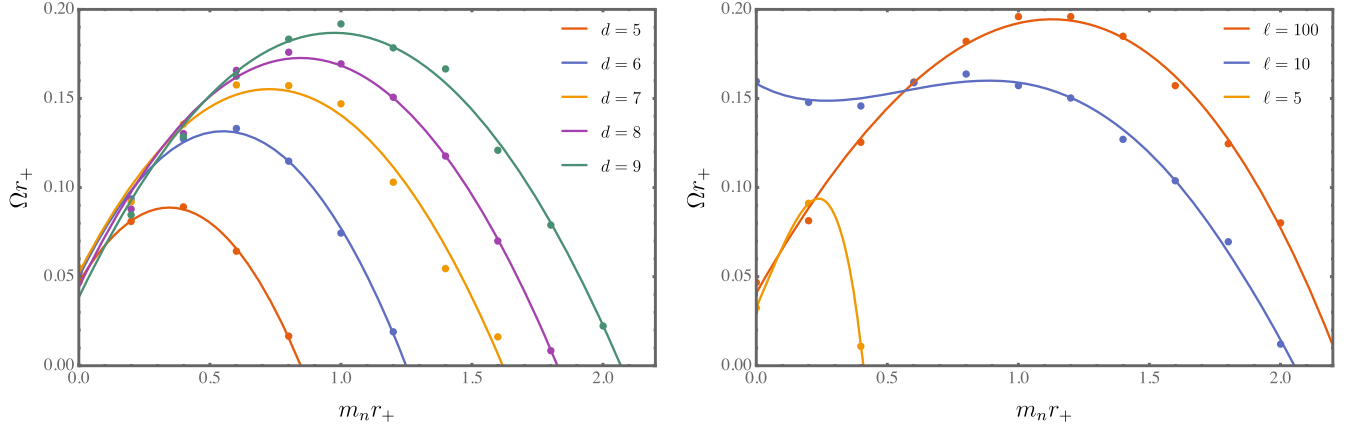 0.20
0.15
0.10
0.05
0.00
Ωr₊
0.0 0.5 1.0 1.5 2.0
mₙr₊
d = 5
d = 6
d = 7
d = 8
d = 9
0.20
0.15
0.10
0.05
0.00
Ωr₊
0.0 0.5 1.0 1.5 2.0
mₙr₊
ℓ = 100
ℓ = 10
ℓ = 5